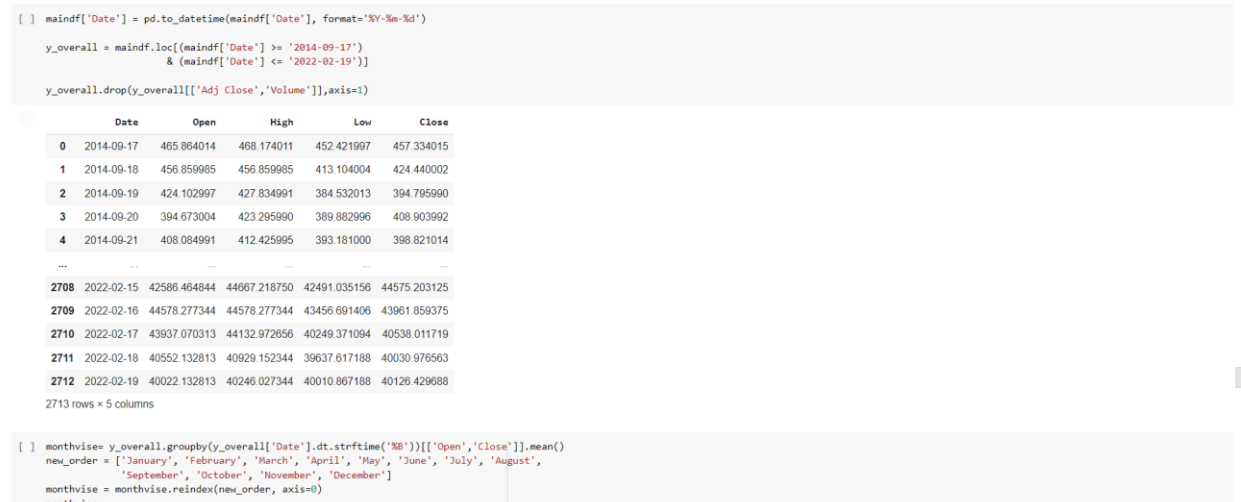 [ ] maindf['Date'] = pd.to_datetime(maindf['Date'], format='%Y-%m-%d')
y_overall = maindf.loc[(maindf['Date'] >= '2014-09-17')
& (maindf['Date'] <= '2022-02-19')]
y_overall.drop(y_overall[['Adj Close','Volume']],axis=1)
Date Open High Low Close
0 2014-09-17 465.864014 468.174011 452.421997 457.334015
1 2014-09-18 456.859985 456.859985 413.104004 424.440002
2 2014-09-19 424.102997 427.834991 384.532013 394.795990
3 2014-09-20 394.673004 423.295990 389.882996 408.903992
4 2014-09-21 408.084991 412.425995 393.181000 398.821014
... ... ... ... ... ...
2708 2022-02-15 42586.464844 44667.218750 42491.035156 44575.203125
2709 2022-02-16 44578.277344 44578.277344 43456.691406 43961.859375
2710 2022-02-17 43937.070313 44132.972656 40249.371094 40538.011719
2711 2022-02-18 40552.132813 40929.152344 39637.617188 40030.976563
2712 2022-02-19 40022.132813 40246.027344 40010.867188 40126.429688
2713 rows × 5 columns
[ ] monthvise= y_overall.groupby(y_overall['Date'].dt.strftime('%B'))[['Open','Close']].mean()
new_order = ['January', 'February', 'March', 'April', 'May', 'June', 'July', 'August',
'September', 'October', 'November', 'December']
monthvise = monthvise.reindex(new_order, axis=0)